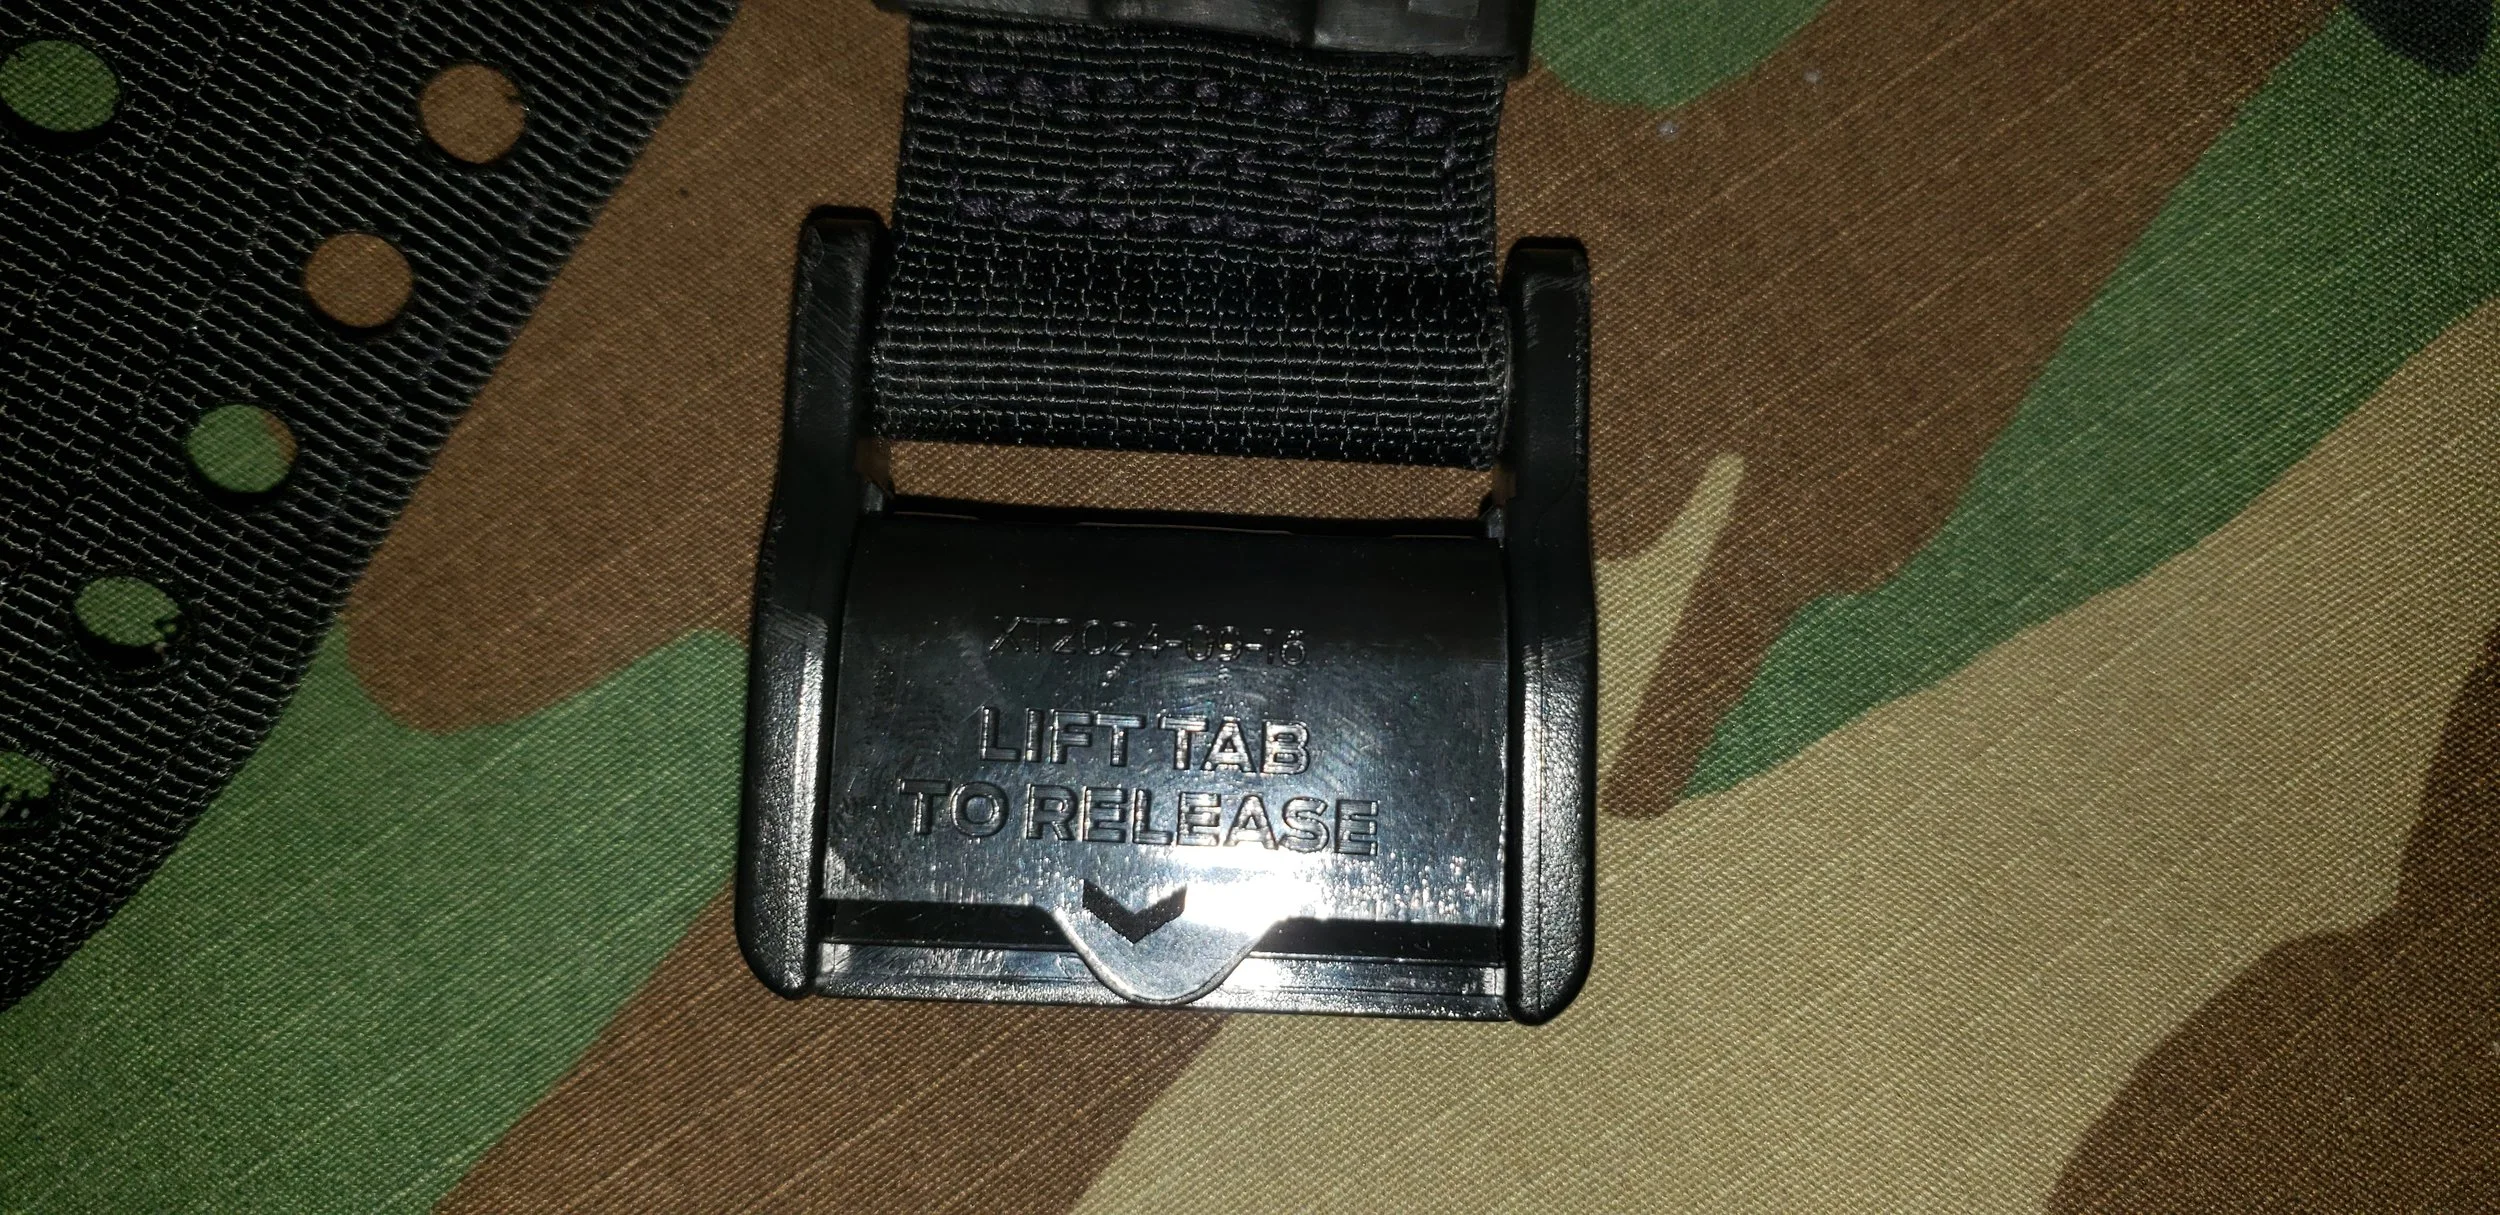 XT2024-09-16
LIFT TAB
TO RELEASE